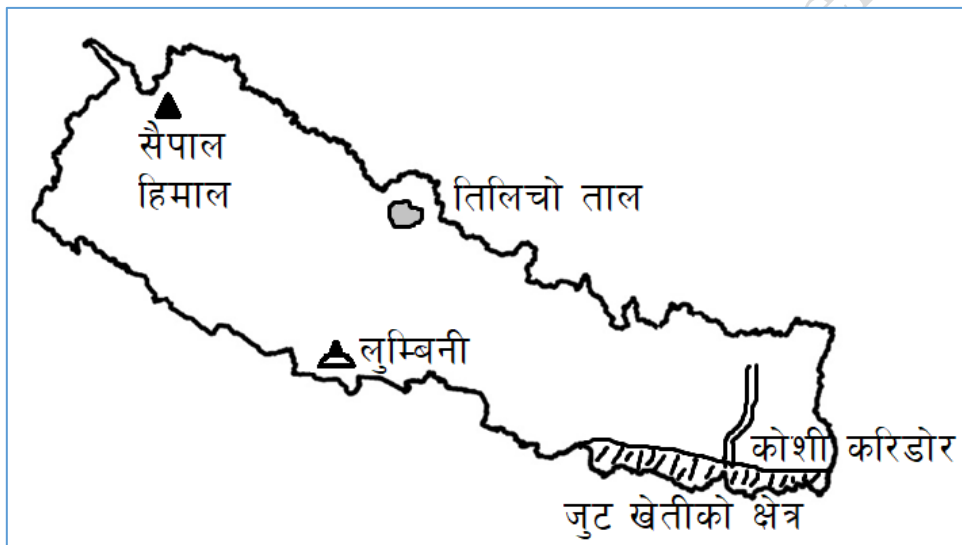 सैपाल
हिमाल
तिलिचो ताल
लुम्बिनी
कोशी करिडोर
जुट खेतीको क्षेत्र